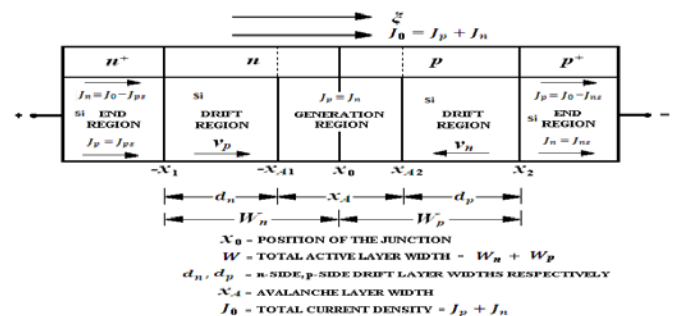 ξ
J₀ = Jₚ + Jₙ
n⁺ n p p⁺
Jₙ=J₀−Jₚₛ Si Jₚ=Jₙ Si Jₚ=J₀−Jₙₛ
+ Si END REGION DRIFT REGION GENERATION REGION DRIFT REGION Si END REGION −
Jₚ=Jₚₛ vₚ vₙ Jₙ=Jₙₛ
-x₁ -x_A1 x₀ x_A2 x₂
dₙ x_A dₚ
Wₙ Wₚ
x₀ = POSITION OF THE JUNCTION
W = TOTAL ACTIVE LAYER WIDTH = Wₙ + Wₚ
dₙ, dₚ = n-SIDE, p-SIDE DRIFT LAYER WIDTHS RESPECTIVELY
x_A = AVALANCHE LAYER WIDTH
J₀ = TOTAL CURRENT DENSITY = Jₚ + Jₙ